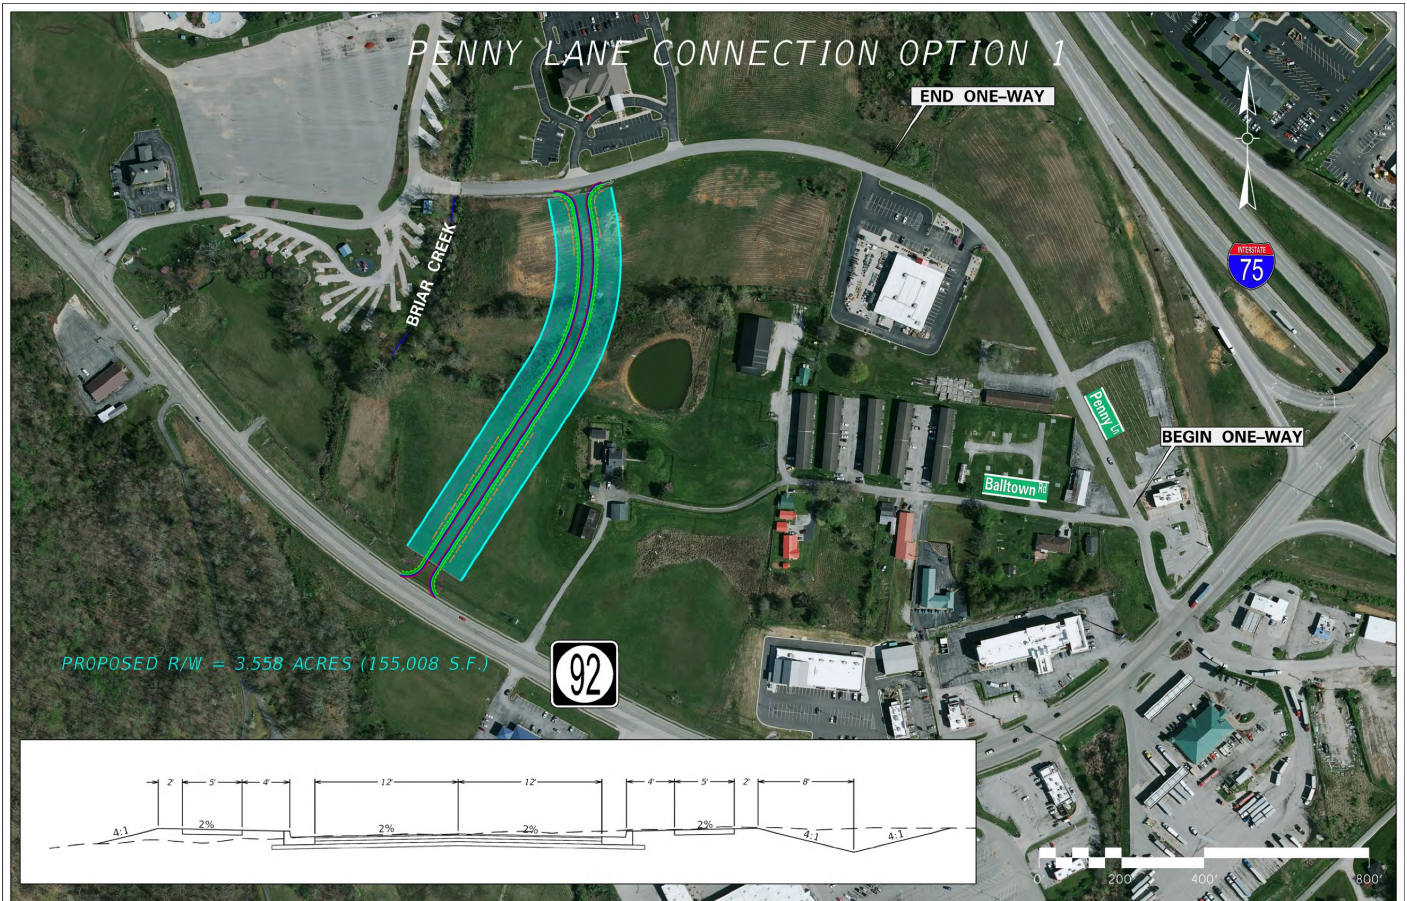 PENNY LANE CONNECTION OPTION 1
END ONE-WAY
INTERSTATE
75
BRIAR CREEK
Penny Ln
BEGIN ONE-WAY
Balltown Rd
PROPOSED R/W = 3.558 ACRES (155,008 S.F.)
92
2' 5' 4' 12' 12' 4' 5' 2' 8'
4:1 2% 2% 2% 2% 4:1 4:1
0' 200' 400' 800'